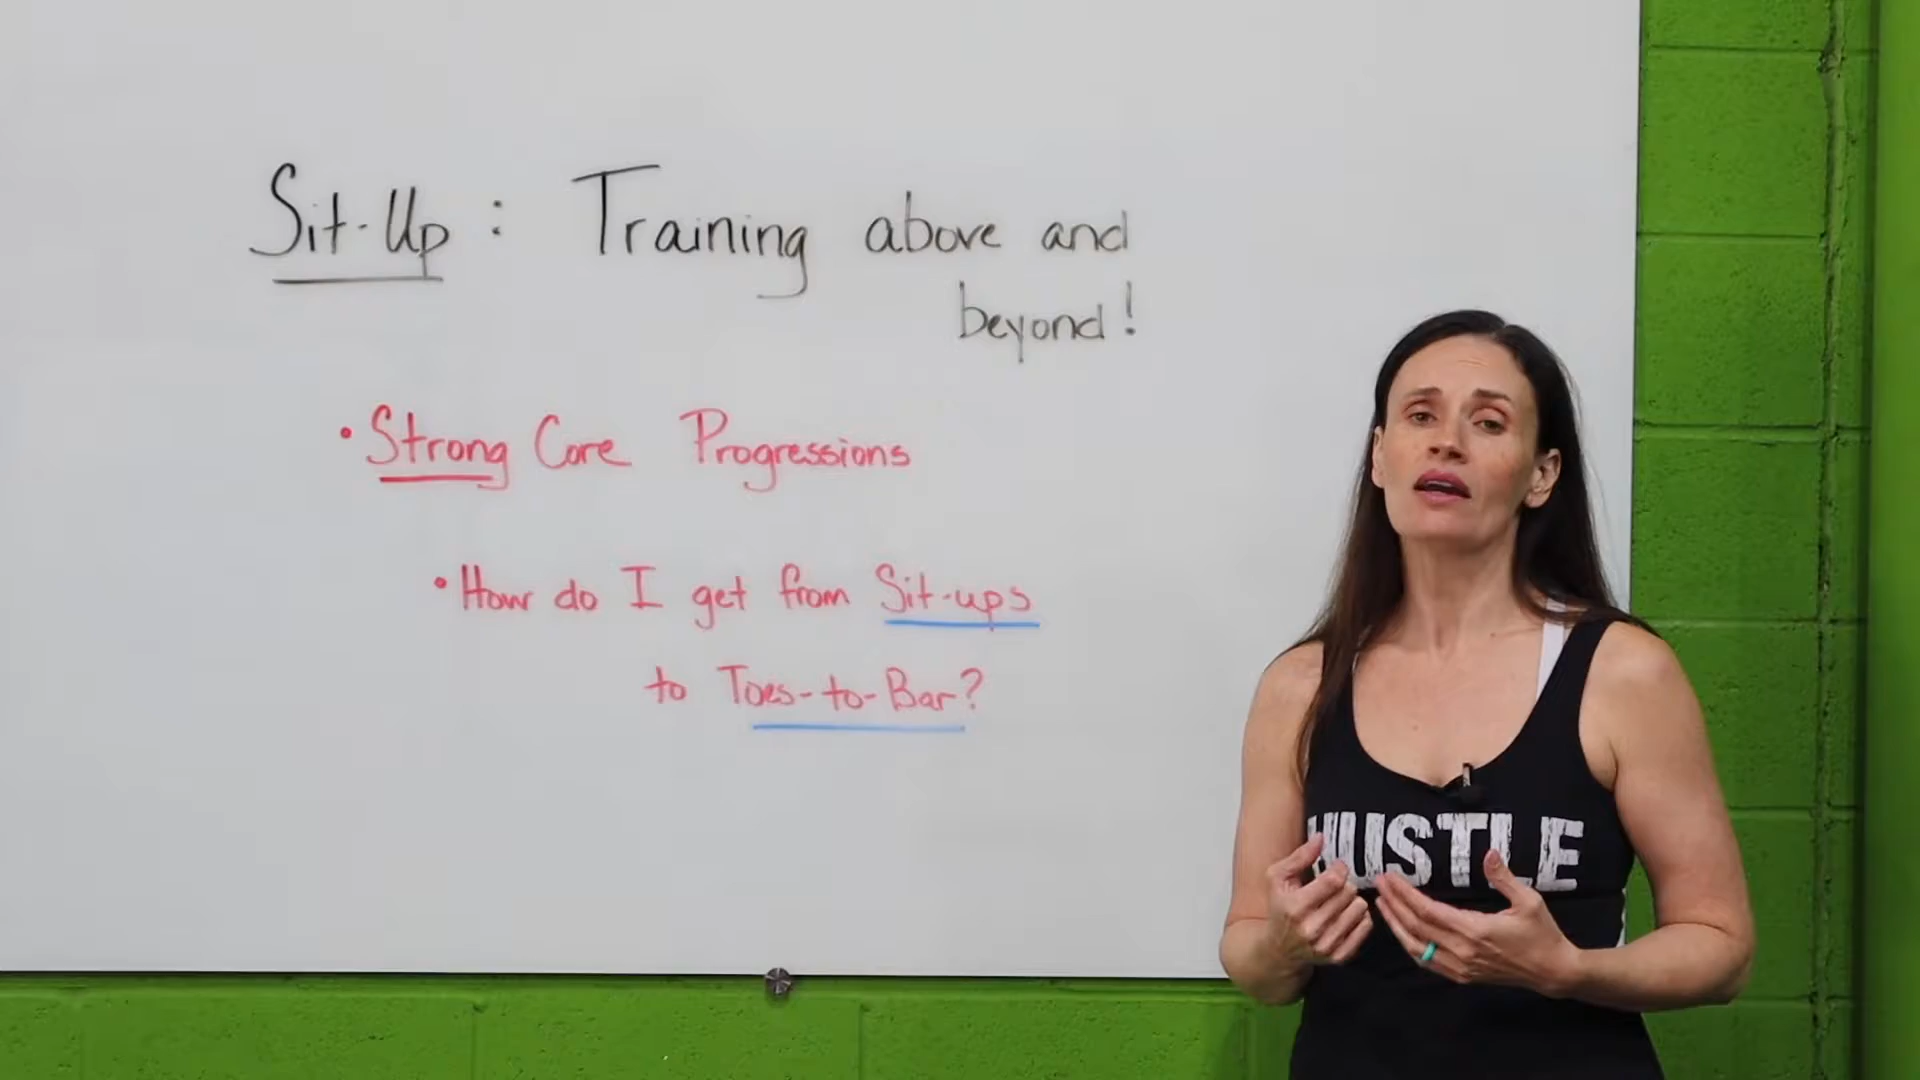 Sit-Up: Training above and
beyond!
• Strong Core Progressions
• How do I get from Sit-ups
to Toes-to-Bar?
HUSTLE